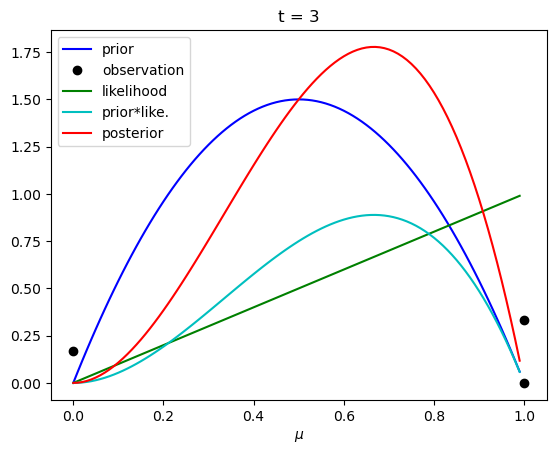 t = 3
prior
observation
likelihood
prior*like.
posterior
1.75
1.50
1.25
1.00
0.75
0.50
0.25
0.00
0.0 0.2 0.4 0.6 0.8 1.0
μ